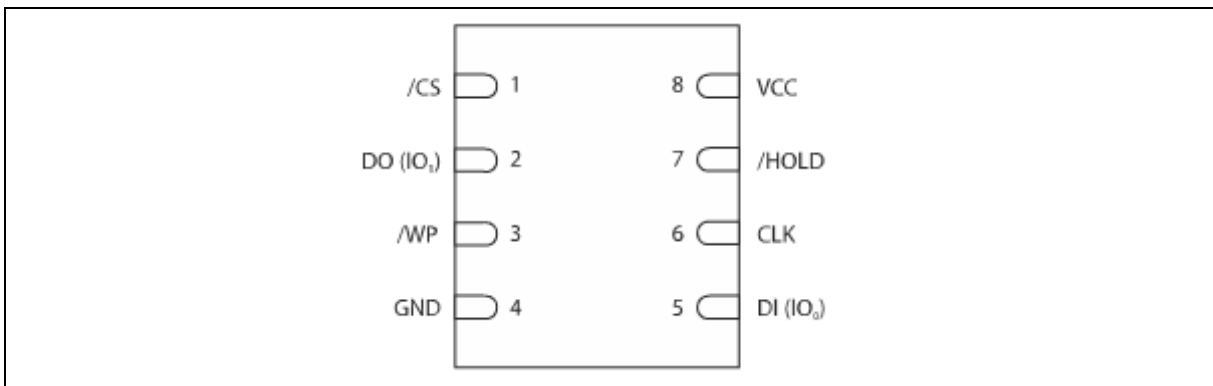 /CS 1 8 VCC
DO (IO₁) 2 7 /HOLD
/WP 3 6 CLK
GND 4 5 DI (IO₀)